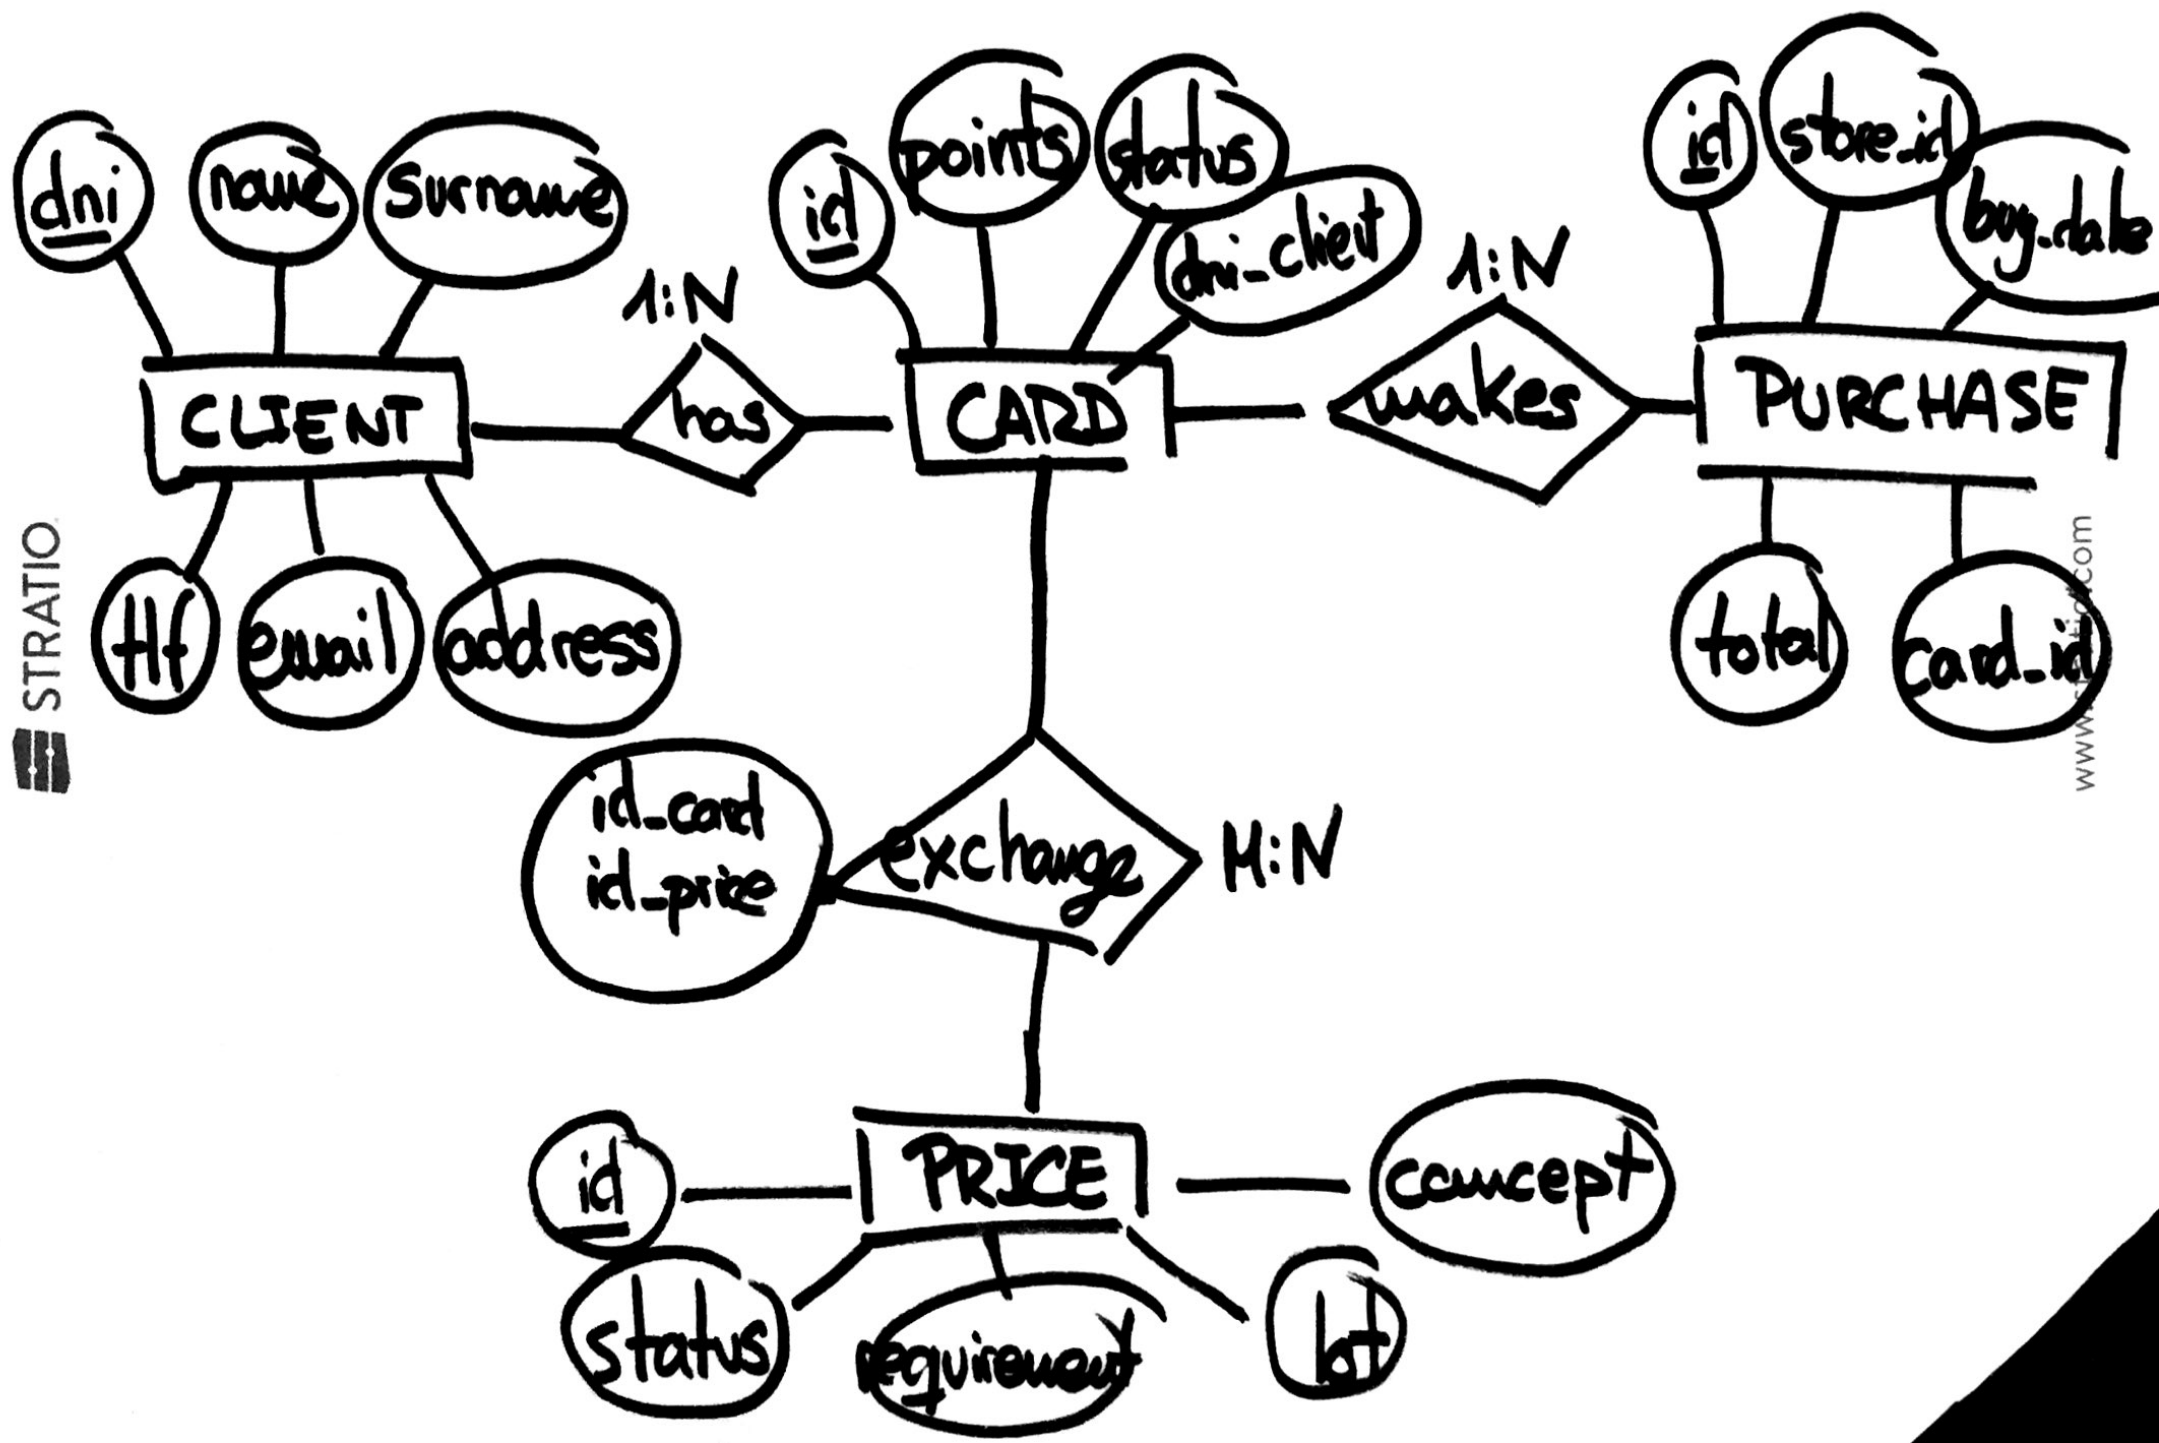 dni
name
surname
1:N
id
points
status
dni_client
1:N
id
store_id
buy_date
CLIENT
has
CARD
makes
PURCHASE
tlf
email
address
total
card_id
STRATIO
id_card
id_price
exchange
M:N
id
PRICE
concept
status
requirement
lot